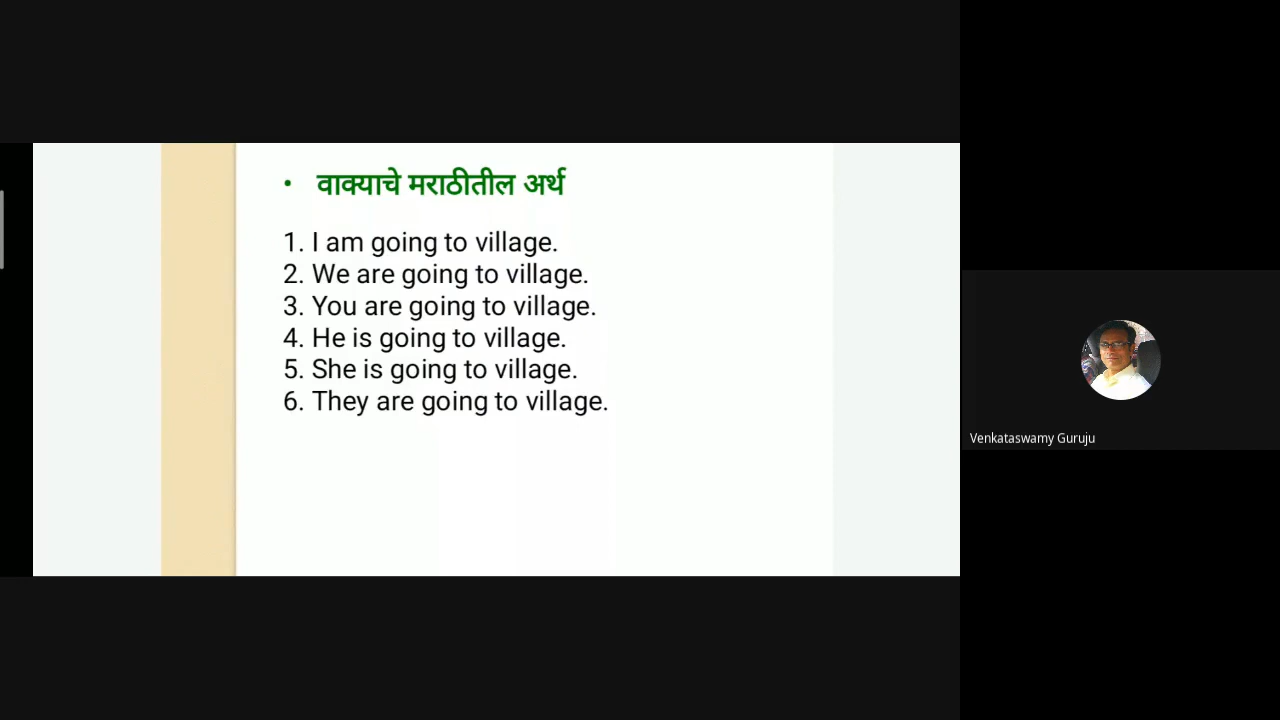 • वाक्याचे मराठीतील अर्थ
1. I am going to village.
2. We are going to village.
3. You are going to village.
4. He is going to village.
5. She is going to village.
6. They are going to village.
Venkataswamy Guruju